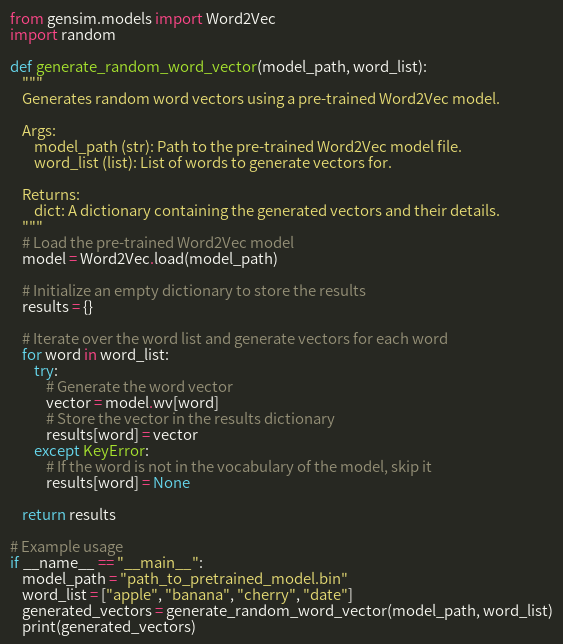 from gensim.models import Word2Vec
import random

def generate_random_word_vector(model_path, word_list):
    """
    Generates random word vectors using a pre-trained Word2Vec model.

    Args:
        model_path (str): Path to the pre-trained Word2Vec model file.
        word_list (list): List of words to generate vectors for.

    Returns:
        dict: A dictionary containing the generated vectors and their details.
    """
    # Load the pre-trained Word2Vec model
    model = Word2Vec.load(model_path)

    # Initialize an empty dictionary to store the results
    results = {}

    # Iterate over the word list and generate vectors for each word
    for word in word_list:
        try:
            # Generate the word vector
            vector = model.wv[word]
            # Store the vector in the results dictionary
            results[word] = vector
        except KeyError:
            # If the word is not in the vocabulary of the model, skip it
            results[word] = None

    return results

# Example usage
if __name__ == "__main__":
    model_path = "path_to_pretrained_model.bin"
    word_list = ["apple", "banana", "cherry", "date"]
    generated_vectors = generate_random_word_vector(model_path, word_list)
    print(generated_vectors)